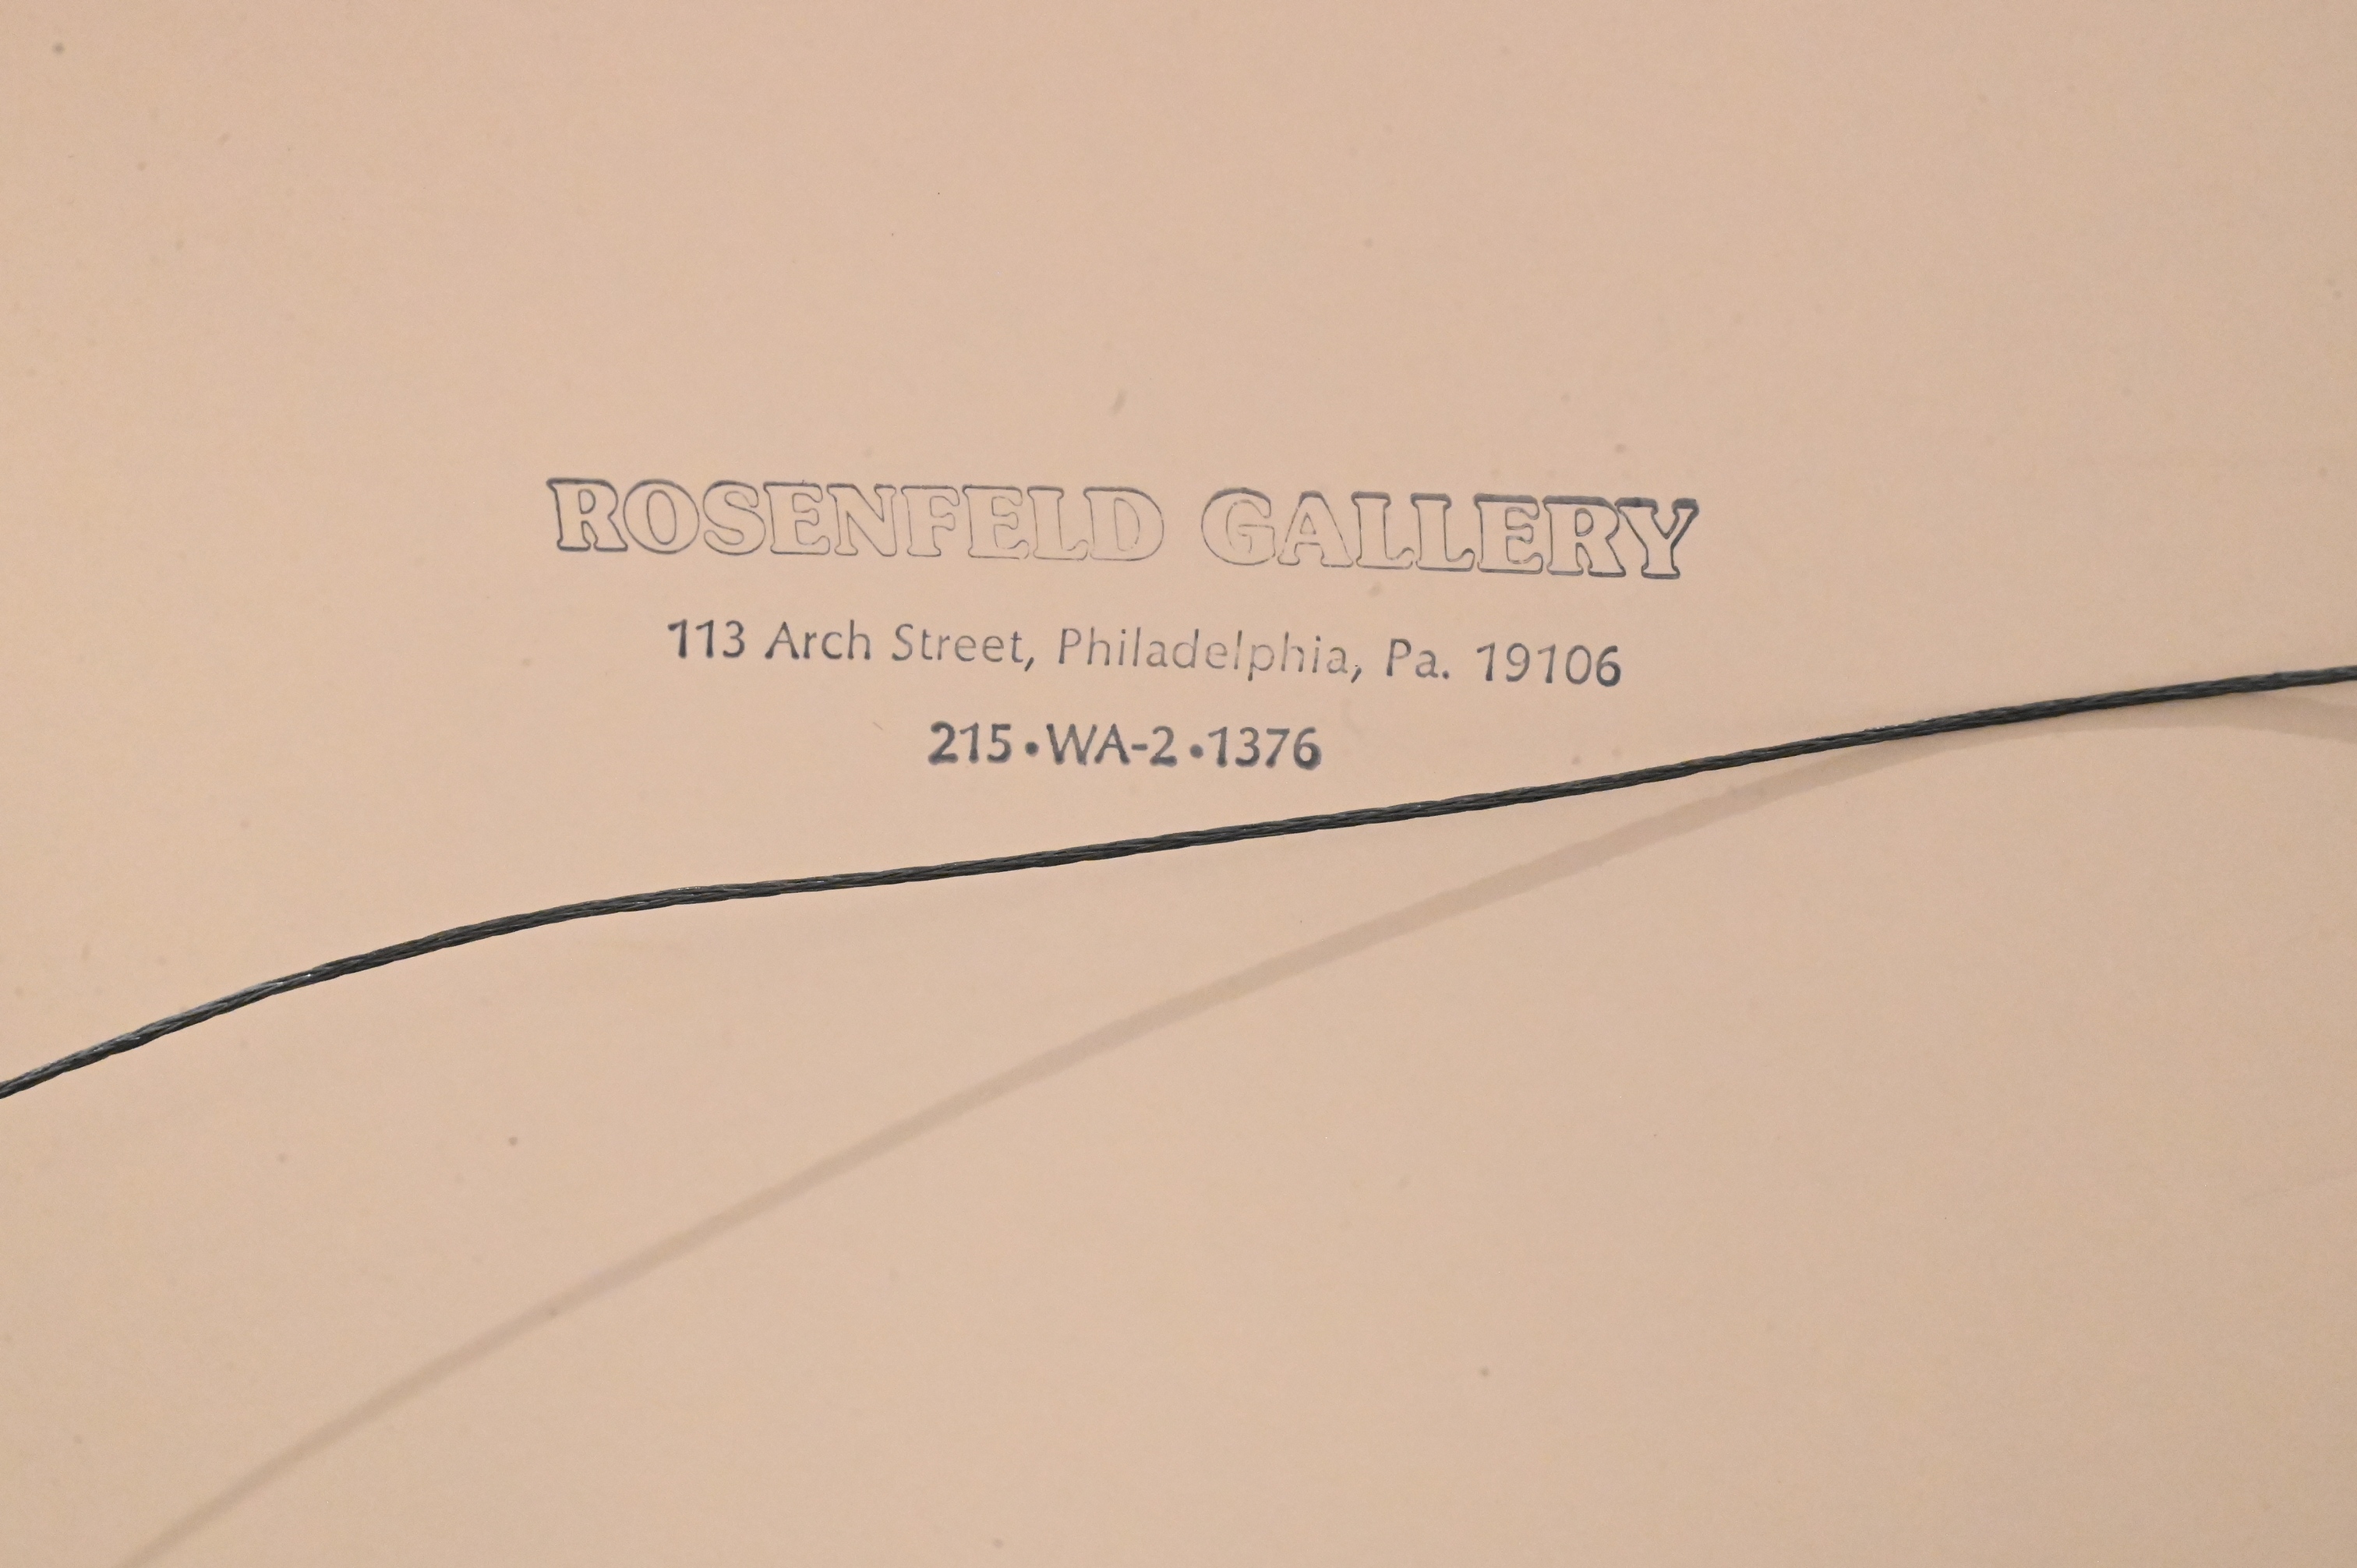 ROSENFELD GALLERY
113 Arch Street, Philadelphia, Pa. 19106
215•WA-2•1376